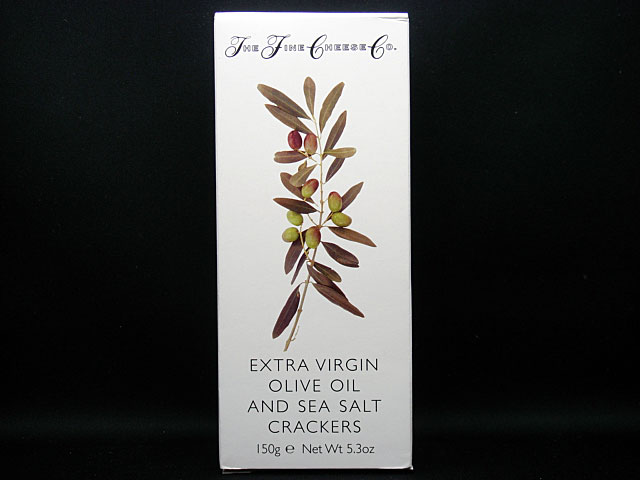 The Fine Cheese Co.
EXTRA VIRGIN
OLIVE OIL
AND SEA SALT
CRACKERS
150g ℮ Net Wt 5.3oz